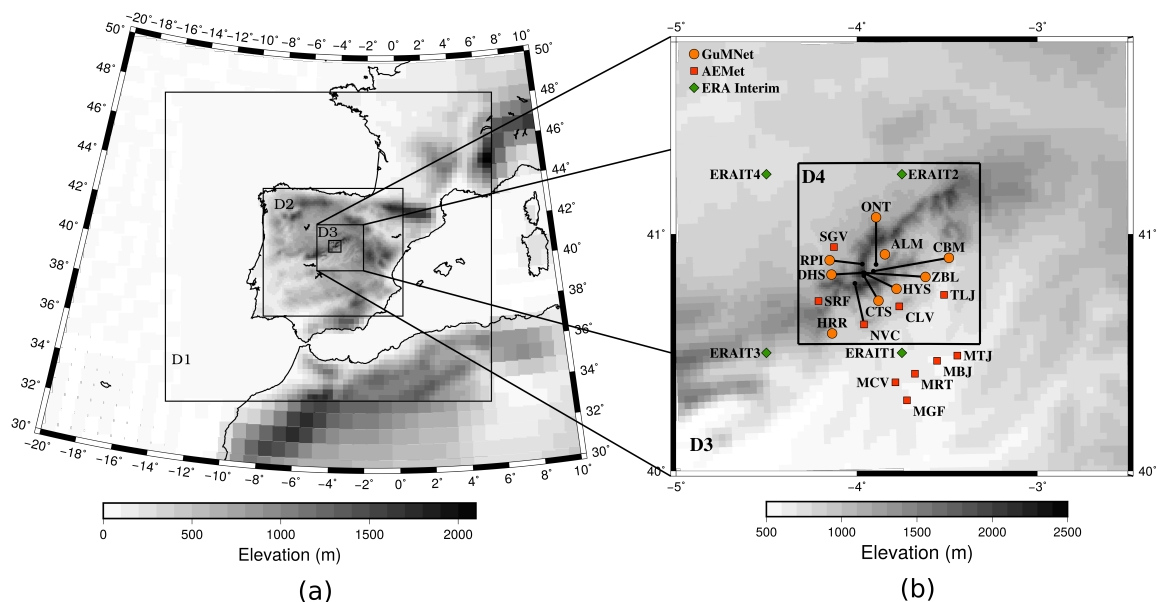 -20° -18° -16° -14° -12° -10° -8° -6° -4° -2° 0° 2° 4° 6° 8° 10°
50° 50°
48° 48°
46° 46°
44° 44°
42° 42°
40° 40°
38° 38°
36° 36°
34° 34°
32° 32°
30° 30°
-20° -18° -16° -14° -12° -10° -8° -6° -4° -2° 0° 2° 4° 6° 8° 10°
D2
D3
D1
0 500 1000 1500 2000
Elevation (m)
(a)
-5° -4° -3°
GuMNet
AEMet
ERA Interim
ERAIT4
D4
ERAIT2
ONT
SGV
ALM
CBM
41° 41°
RPI
DHS
ZBL
HYS
TLJ
SRF
CTS
CLV
HRR
NVC
ERAIT3
ERAIT1
MTJ
MBJ
MCV
MRT
MGF
D3
40° 40°
-5° -4° -3°
500 1000 1500 2000 2500
Elevation (m)
(b)